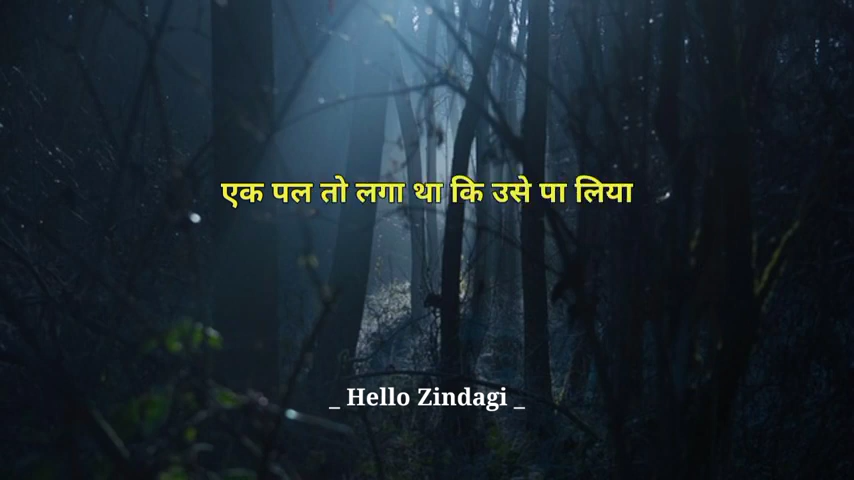 एक पल तो लगा था कि उसे पा लिया
_ Hello Zindagi _